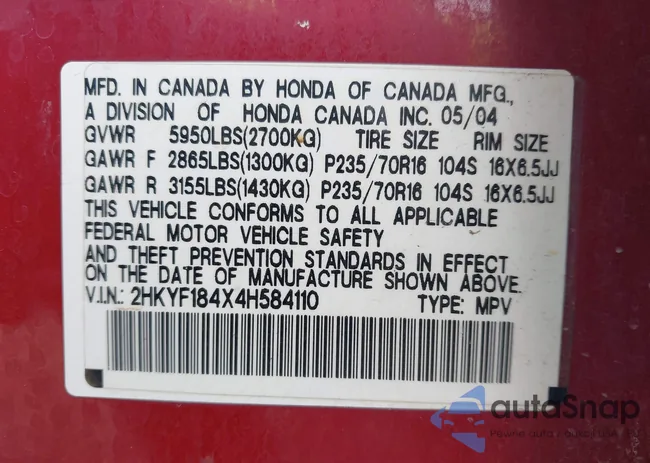 MFD. IN CANADA BY HONDA OF CANADA MFG.,
A DIVISION OF HONDA CANADA INC. 05/04
GVWR 5950LBS(2700KG) TIRE SIZE RIM SIZE
GAWR F 2865LBS(1300KG) P235/70R16 104S 16X6.5JJ
GAWR R 3155LBS(1430KG) P235/70R16 104S 16X6.5JJ
THIS VEHICLE CONFORMS TO ALL APPLICABLE
FEDERAL MOTOR VEHICLE SAFETY
AND THEFT PREVENTION STANDARDS IN EFFECT
ON THE DATE OF MANUFACTURE SHOWN ABOVE.
V.I.N.: 2HKYF184X4H584110 TYPE: MPV
autoSnap
Pewne auto z aukcji